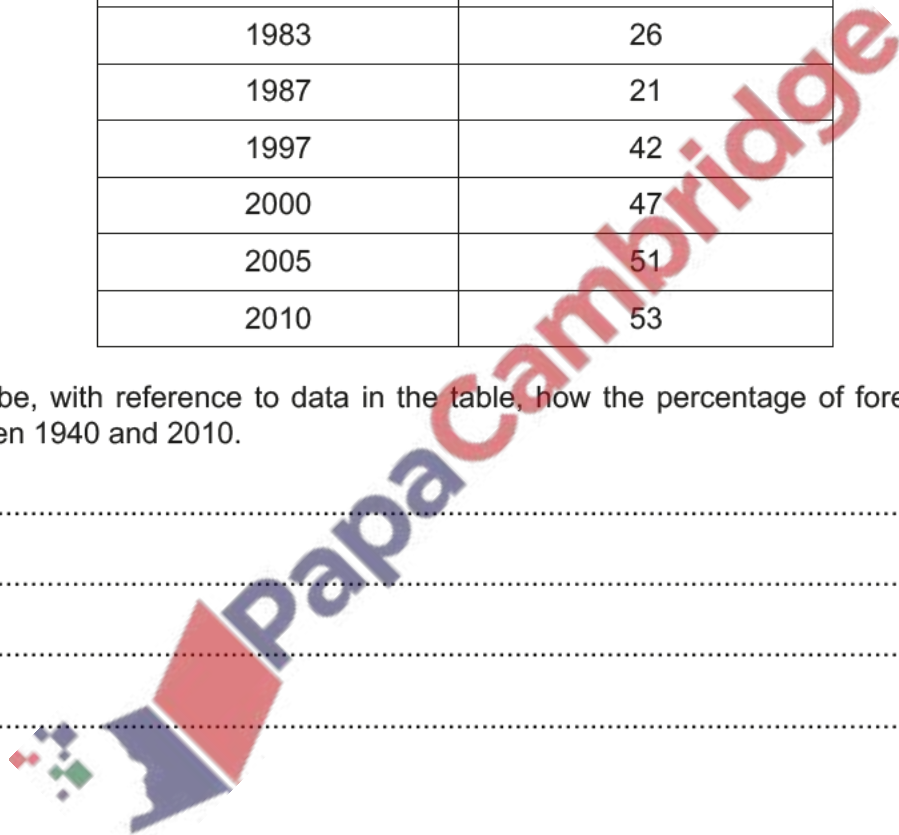 1983 26
1987 21
1997 42
2000 47
2005 51
2010 53
be, with reference to data in the table, how the percentage of fore
en 1940 and 2010.
PapaCambridge